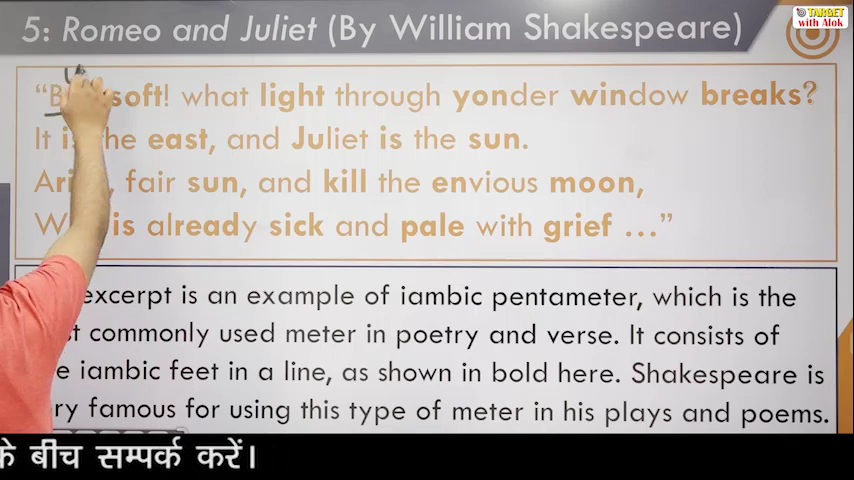 5: Romeo and Juliet (By William Shakespeare)
TARGET
with Alok
“B soft! what light through yonder window breaks?
It is the east, and Juliet is the sun.
fair sun, and kill the envious moon,
is already sick and pale with grief ...”
excerpt is an example of iambic pentameter, which is the
commonly used meter in poetry and verse. It consists of
iambic feet in a line, as shown in bold here. Shakespeare is
famous for using this type of meter in his plays and poems.
के बीच सम्पर्क करें।